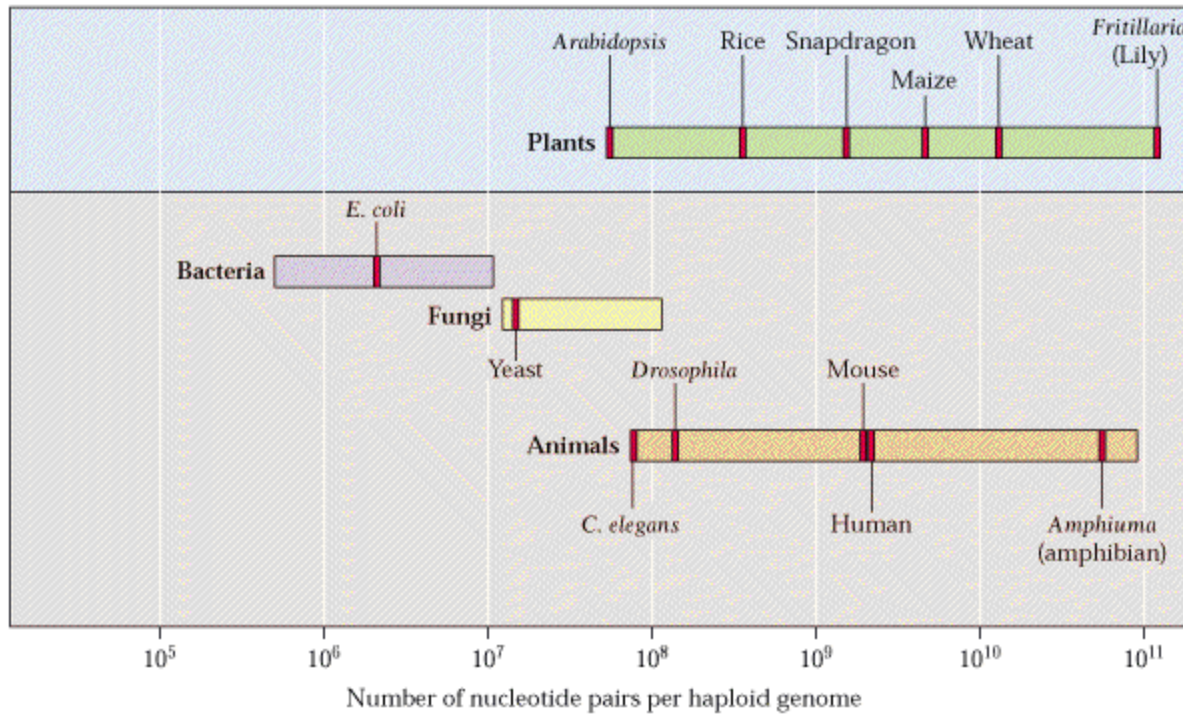 Fritillaria
Arabidopsis Rice Snapdragon Wheat (Lily)
Maize
Plants
E. coli
Bacteria
Fungi
Yeast Drosophila Mouse
Animals
C. elegans Human Amphiuma
(amphibian)
10⁵ 10⁶ 10⁷ 10⁸ 10⁹ 10¹⁰ 10¹¹
Number of nucleotide pairs per haploid genome